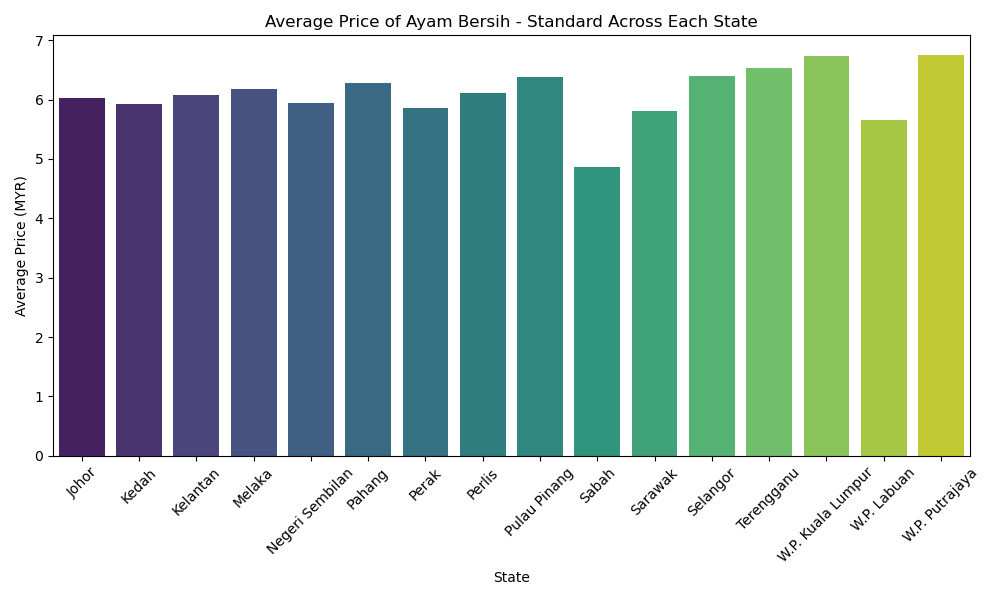 Average Price of Ayam Bersih - Standard Across Each State
Average Price (MYR)
7
6
5
4
3
2
1
0
Johor
Kedah
Kelantan
Melaka
Negeri Sembilan
Pahang
Perak
Perlis
Pulau Pinang
Sabah
Sarawak
Selangor
Terengganu
W.P. Kuala Lumpur
W.P. Labuan
W.P. Putrajaya
State